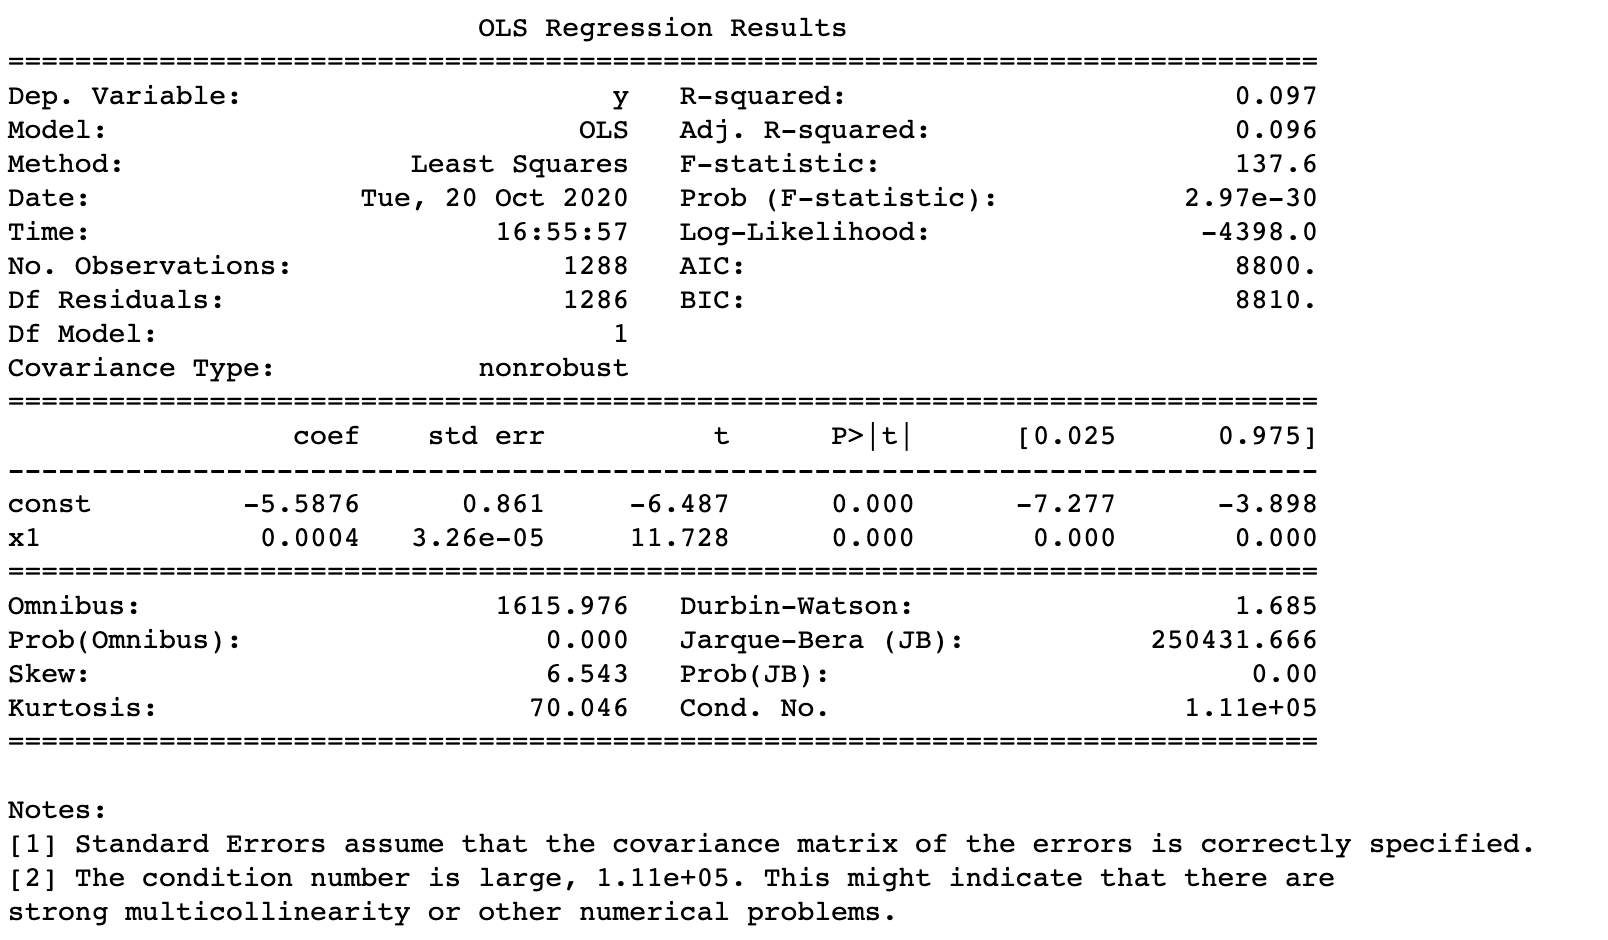 OLS Regression Results
==============================================================================
Dep. Variable:                      y   R-squared:                       0.097
Model:                            OLS   Adj. R-squared:                  0.096
Method:                 Least Squares   F-statistic:                     137.6
Date:                Tue, 20 Oct 2020   Prob (F-statistic):           2.97e-30
Time:                        16:55:57   Log-Likelihood:                -4398.0
No. Observations:                1288   AIC:                             8800.
Df Residuals:                    1286   BIC:                             8810.
Df Model:                           1
Covariance Type:            nonrobust
==============================================================================
                 coef    std err          t      P>|t|      [0.025      0.975]
------------------------------------------------------------------------------
const         -5.5876      0.861     -6.487      0.000      -7.277      -3.898
x1             0.0004   3.26e-05     11.728      0.000       0.000       0.000
==============================================================================
Omnibus:                     1615.976   Durbin-Watson:                   1.685
Prob(Omnibus):                  0.000   Jarque-Bera (JB):           250431.666
Skew:                           6.543   Prob(JB):                         0.00
Kurtosis:                      70.046   Cond. No.                     1.11e+05
==============================================================================

Notes:
[1] Standard Errors assume that the covariance matrix of the errors is correctly specified.
[2] The condition number is large, 1.11e+05. This might indicate that there are
strong multicollinearity or other numerical problems.